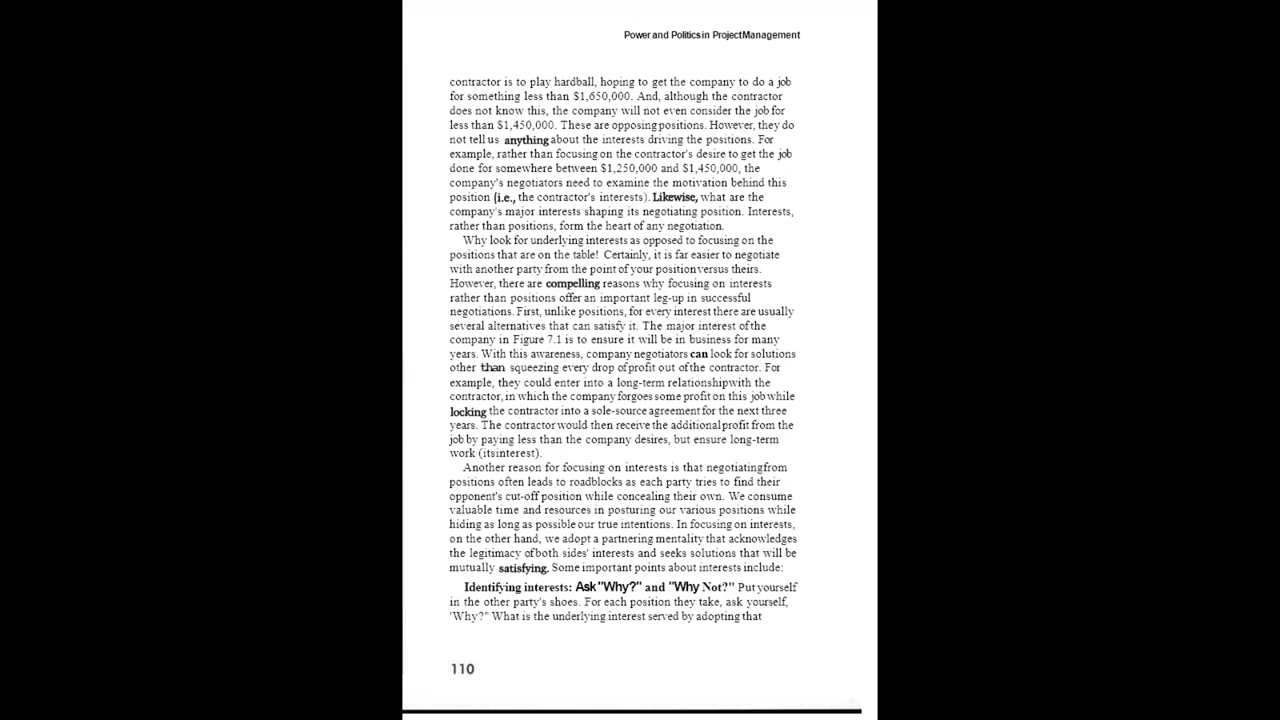 Power and Politics in Project Management
contractor is to play hardball, hoping to get the company to do a job
for something less than $1,650,000. And, although the contractor
does not know this, the company will not even consider the job for
less than $1,450,000. These are opposing positions. However, they do
not tell us anything about the interests driving the positions. For
example, rather than focusing on the contractor's desire to get the job
done for somewhere between $1,250,000 and $1,450,000, the
company's negotiators need to examine the motivation behind this
position (i.e., the contractor's interests). Likewise, what are the
company's major interests shaping its negotiating position. Interests,
rather than positions, form the heart of any negotiation.
Why look for underlying interests as opposed to focusing on the
positions that are on the table! Certainly, it is far easier to negotiate
with another party from the point of your position versus theirs.
However, there are compelling reasons why focusing on interests
rather than positions offer an important leg-up in successful
negotiations. First, unlike positions, for every interest there are usually
several alternatives that can satisfy it. The major interest of the
company in Figure 7.1 is to ensure it will be in business for many
years. With this awareness, company negotiators can look for solutions
other than squeezing every drop of profit out of the contractor. For
example, they could enter into a long-term relationship with the
contractor, in which the company forgoes some profit on this job while
locking the contractor into a sole-source agreement for the next three
years. The contractor would then receive the additional profit from the
job by paying less than the company desires, but ensure long-term
work (its interest).
Another reason for focusing on interests is that negotiating from
positions often leads to roadblocks as each party tries to find their
opponent's cut-off position while concealing their own. We consume
valuable time and resources in posturing our various positions while
hiding as long as possible our true intentions. In focusing on interests,
on the other hand, we adopt a partnering mentality that acknowledges
the legitimacy of both sides' interests and seeks solutions that will be
mutually satisfying. Some important points about interests include:
Identifying interests: Ask "Why?" and "Why Not?" Put yourself
in the other party's shoes. For each position they take, ask yourself,
'Why?" What is the underlying interest served by adopting that
110